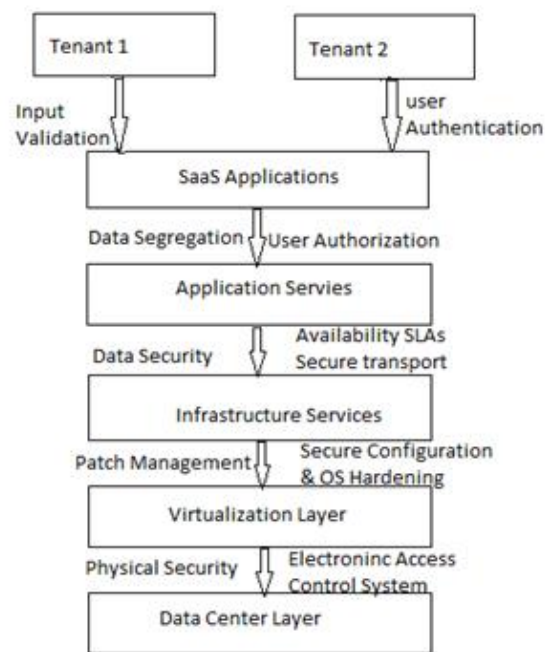 Tenant 1
Tenant 2
Input
Validation
user
Authentication
SaaS Applications
Data Segregation
User Authorization
Application Servies
Data Security
Availability SLAs
Secure transport
Infrastructure Services
Patch Management
Secure Configuration
& OS Hardening
Virtualization Layer
Physical Security
Electroninc Access
Control System
Data Center Layer